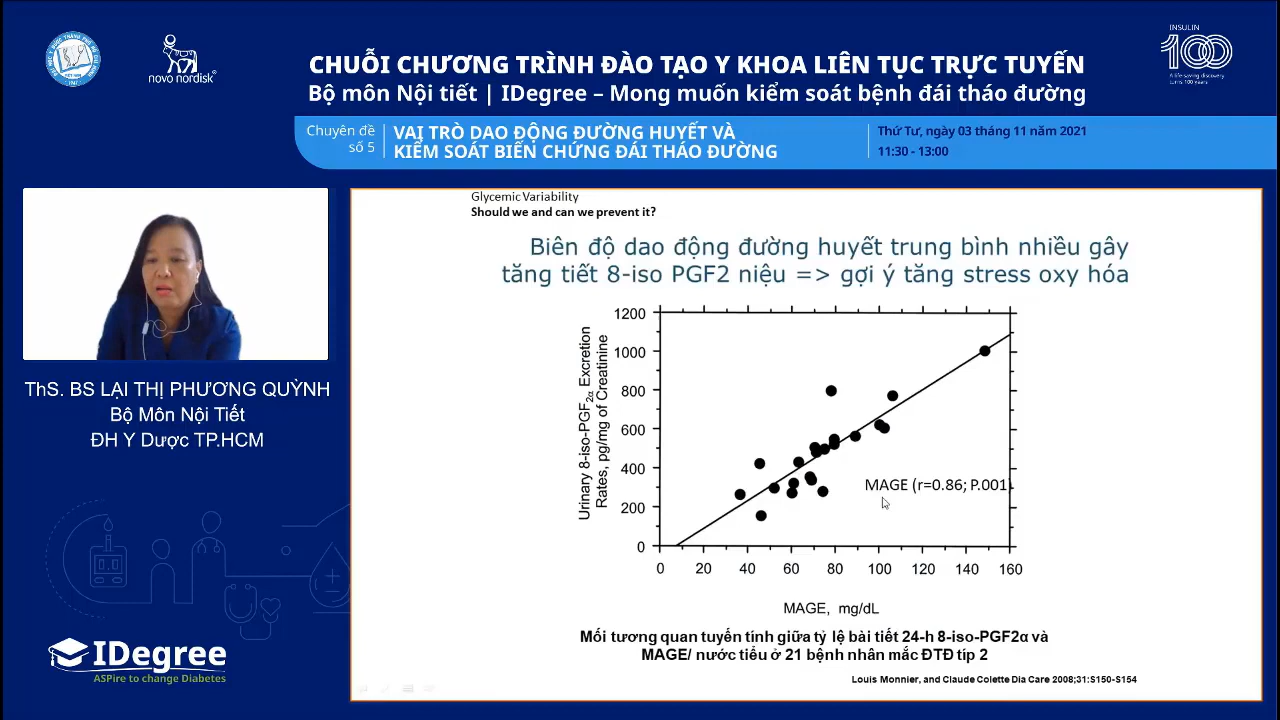 novo nordisk®
INSULIN
100
A life-saving discovery
turns 100 years
CHUỖI CHƯƠNG TRÌNH ĐÀO TẠO Y KHOA LIÊN TỤC TRỰC TUYẾN
Bộ môn Nội tiết | IDegree – Mong muốn kiểm soát bệnh đái tháo đường
Chuyên đề
số 5
VAI TRÒ DAO ĐỘNG ĐƯỜNG HUYẾT VÀ
KIỂM SOÁT BIẾN CHỨNG ĐÁI THÁO ĐƯỜNG
Thứ Tư, ngày 03 tháng 11 năm 2021
11:30 - 13:00
ThS. BS LẠI THỊ PHƯƠNG QUỲNH
Bộ Môn Nội Tiết
ĐH Y Dược TP.HCM
IDegree
ASPire to change Diabetes
Glycemic Variability
Should we and can we prevent it?
Biên độ dao động đường huyết trung bình nhiều gây
tăng tiết 8-iso PGF2 niệu => gợi ý tăng stress oxy hóa
Urinary 8-iso-PGF2α Excretion
Rates, pg/mg of Creatinine
1200
1000
800
600
400
200
0
MAGE (r=0.86; P.001)
0 20 40 60 80 100 120 140 160
MAGE, mg/dL
Mối tương quan tuyến tính giữa tỷ lệ bài tiết 24-h 8-iso-PGF2α và
MAGE/ nước tiểu ở 21 bệnh nhân mắc ĐTĐ típ 2
Louis Monnier, and Claude Colette Dia Care 2008;31:S150-S154